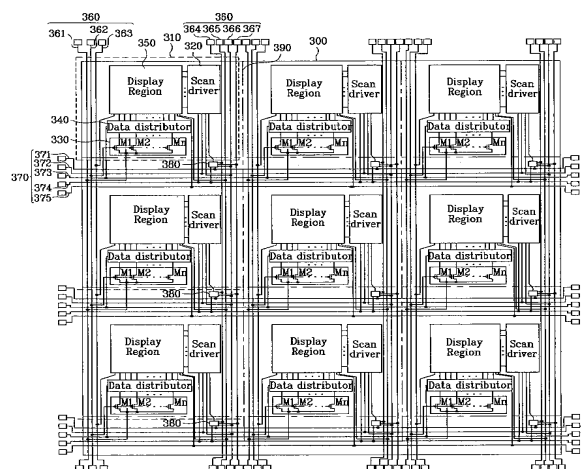 360
360
361
362
363
350
310
320
364
365
366
367
390
300
Display Region
Scan driver
Display Region
Scan driver
Display Region
Scan driver
340
Data distributor
Data distributor
Data distributor
330
M1 M2 Mn
M1 M2 Mn
M1 M2 Mn
370
371
372
373
374
375
380
Display Region
Scan driver
Display Region
Scan driver
Display Region
Scan driver
Data distributor
Data distributor
Data distributor
M1 M2 Mn
M1 M2 Mn
M1 M2 Mn
380
Display Region
Scan driver
Display Region
Scan driver
Display Region
Scan driver
Data distributor
Data distributor
Data distributor
M1 M2 Mn
M1 M2 Mn
M1 M2 Mn
380